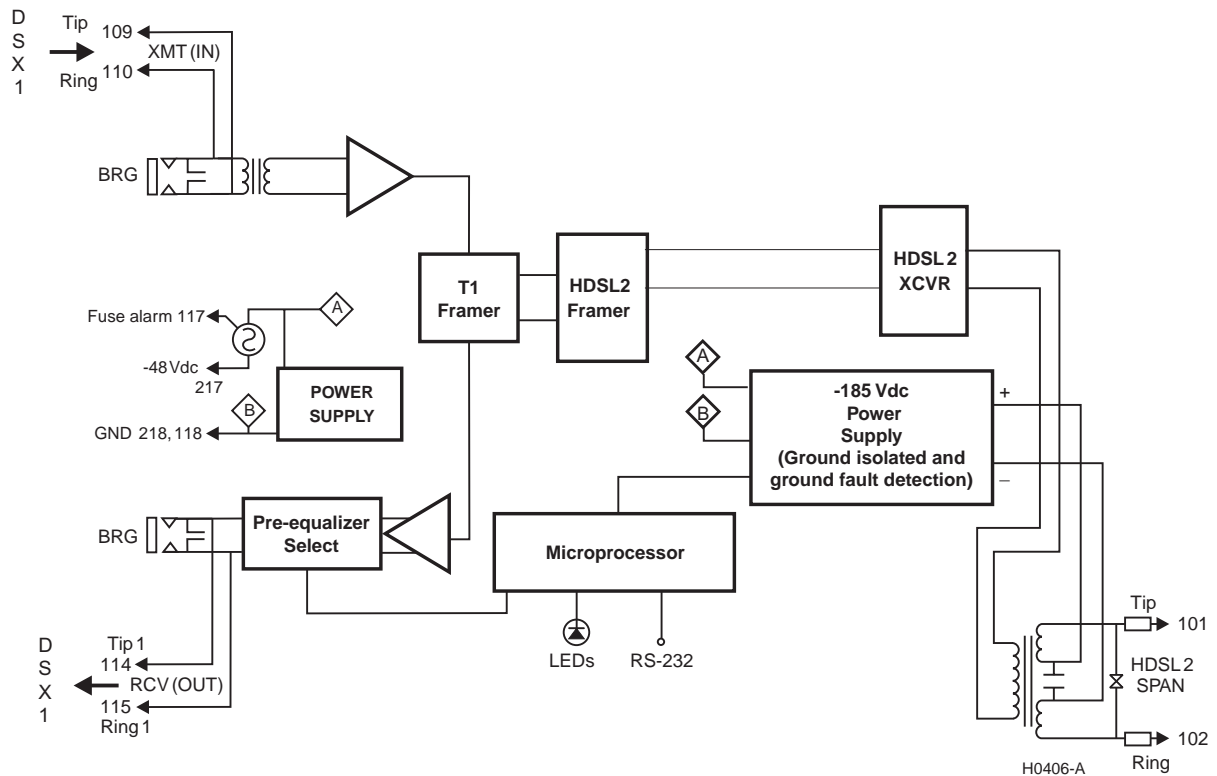 D
S
X
1
Tip
109
XMT (IN)
Ring
110
BRG
T1
Framer
HDSL2
Framer
HDSL 2
XCVR
Fuse alarm 117
A
-48 Vdc
217
POWER
SUPPLY
B
GND 218, 118
A
B
-185 Vdc
Power
Supply
(Ground isolated and
ground fault detection)
+
–
BRG
Pre-equalizer
Select
Microprocessor
LEDs
RS-232
D
S
X
1
Tip 1
114
RCV (OUT)
115
Ring 1
Tip
101
HDSL 2
SPAN
102
Ring
H0406-A